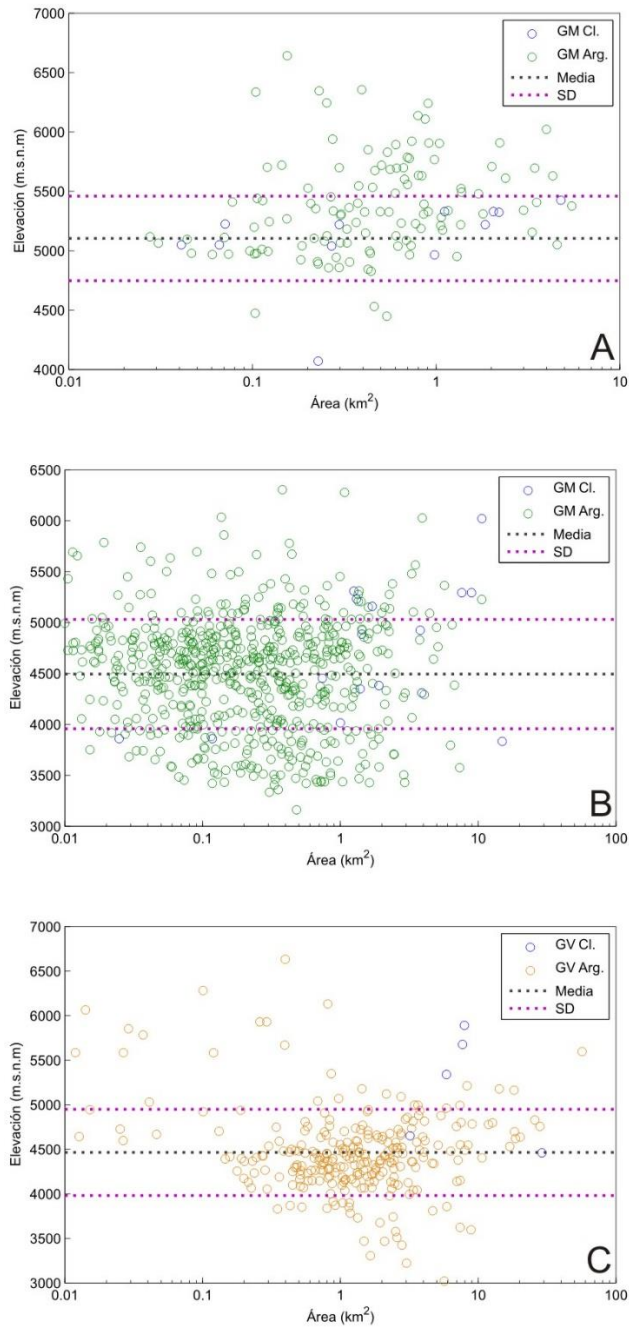 7000
6500
6000
5500
5000
4500
4000
Elevación (m.s.n.m)
GM Cl.
GM Arg.
Media
SD
A
0.01
0.1
1
10
Área (km²)
6500
6000
5500
5000
4500
4000
3500
3000
Elevación (m.s.n.m)
GM Cl.
GM Arg.
Media
SD
B
0.01
0.1
1
10
100
Área (km²)
7000
6500
6000
5500
5000
4500
4000
3500
3000
Elevación (m.s.n.m)
GV Cl.
GV Arg.
Media
SD
C
0.01
0.1
1
10
100
Área (km²)